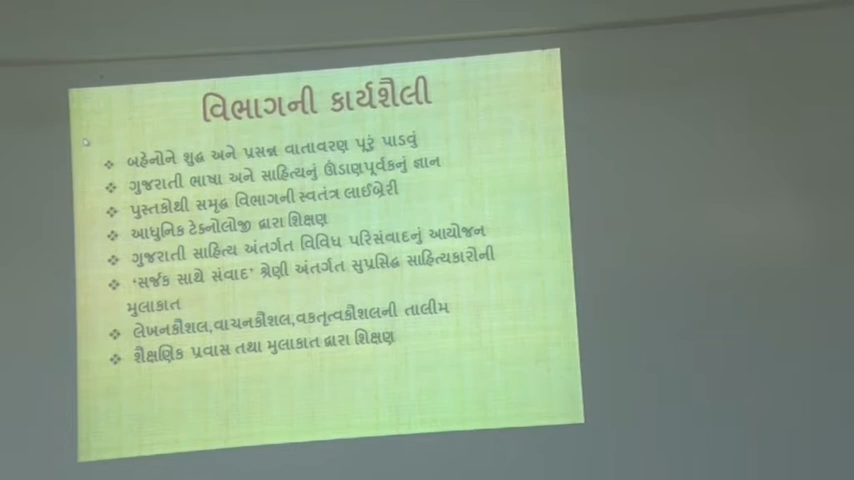 વિભાગની કાર્યશૈલી
❖ બહેનોને શુદ્ધ અને પ્રસન્ન વાતાવરણ પૂરું પાડવું
❖ ગુજરાતી ભાષા અને સાહિત્યનું ઊંડાણપૂર્વકનું જ્ઞાન
❖ પુસ્તકોથી સમૃદ્ધ વિભાગની સ્વતંત્ર લાઈબ્રેરી
❖ આધુનિક ટેકનોલોજી દ્વારા શિક્ષણ
❖ ગુજરાતી સાહિત્ય અંતર્ગત વિવિધ પરિસંવાદનું આયોજન
❖ ‘સર્જક સાથે સંવાદ’ શ્રેણી અંતર્ગત સુપ્રસિદ્ધ સાહિત્યકારોની
મુલાકાત
❖ લેખનકૌશલ,વાચનકૌશલ,વકતૃત્વકૌશલની તાલીમ
❖ શૈક્ષણિક પ્રવાસ તથા મુલાકાત દ્વારા શિક્ષણ